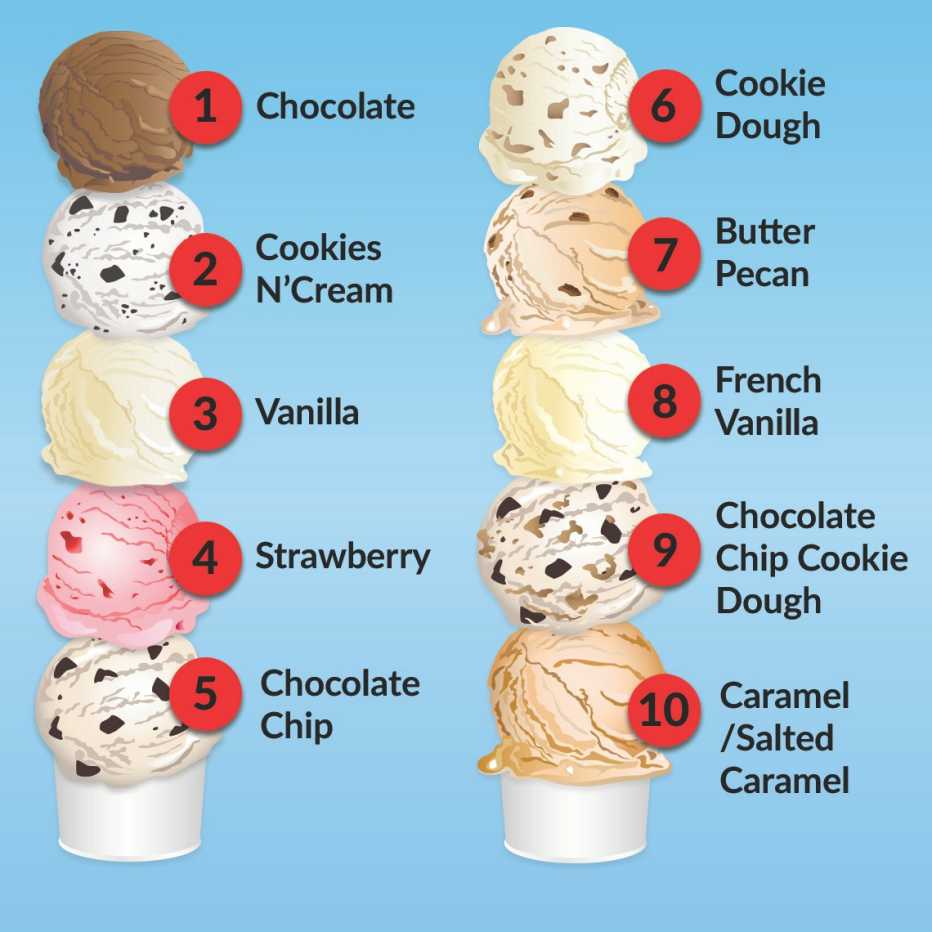 1 Chocolate
2 Cookies
N'Cream
3 Vanilla
4 Strawberry
5 Chocolate
Chip
6 Cookie
Dough
7 Butter
Pecan
8 French
Vanilla
9 Chocolate
Chip Cookie
Dough
10 Caramel
/Salted
Caramel